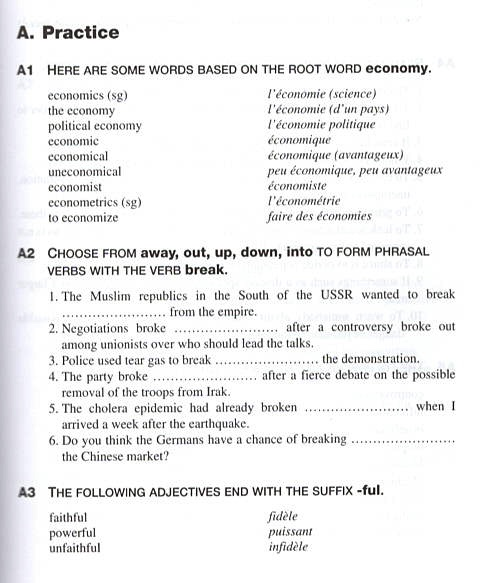 A. Practice
A1 HERE ARE SOME WORDS BASED ON THE ROOT WORD economy.
economics (sg) l'économie (science)
the economy l'économie (d'un pays)
political economy l'économie politique
economic économique
economical économique (avantageux)
uneconomical peu économique, peu avantageux
economist économiste
econometrics (sg) l'économétrie
to economize faire des économies
A2 CHOOSE FROM away, out, up, down, into TO FORM PHRASAL
VERBS WITH THE VERB break.
1. The Muslim republics in the South of the USSR wanted to break
........................ from the empire.
2. Negotiations broke ........................ after a controversy broke out
among unionists over who should lead the talks.
3. Police used tear gas to break ........................ the demonstration.
4. The party broke ........................ after a fierce debate on the possible
removal of the troops from Irak.
5. The cholera epidemic had already broken ........................ when I
arrived a week after the earthquake.
6. Do you think the Germans have a chance of breaking ........................
the Chinese market?
A3 THE FOLLOWING ADJECTIVES END WITH THE SUFFIX -ful.
faithful fidèle
powerful puissant
unfaithful infidèle